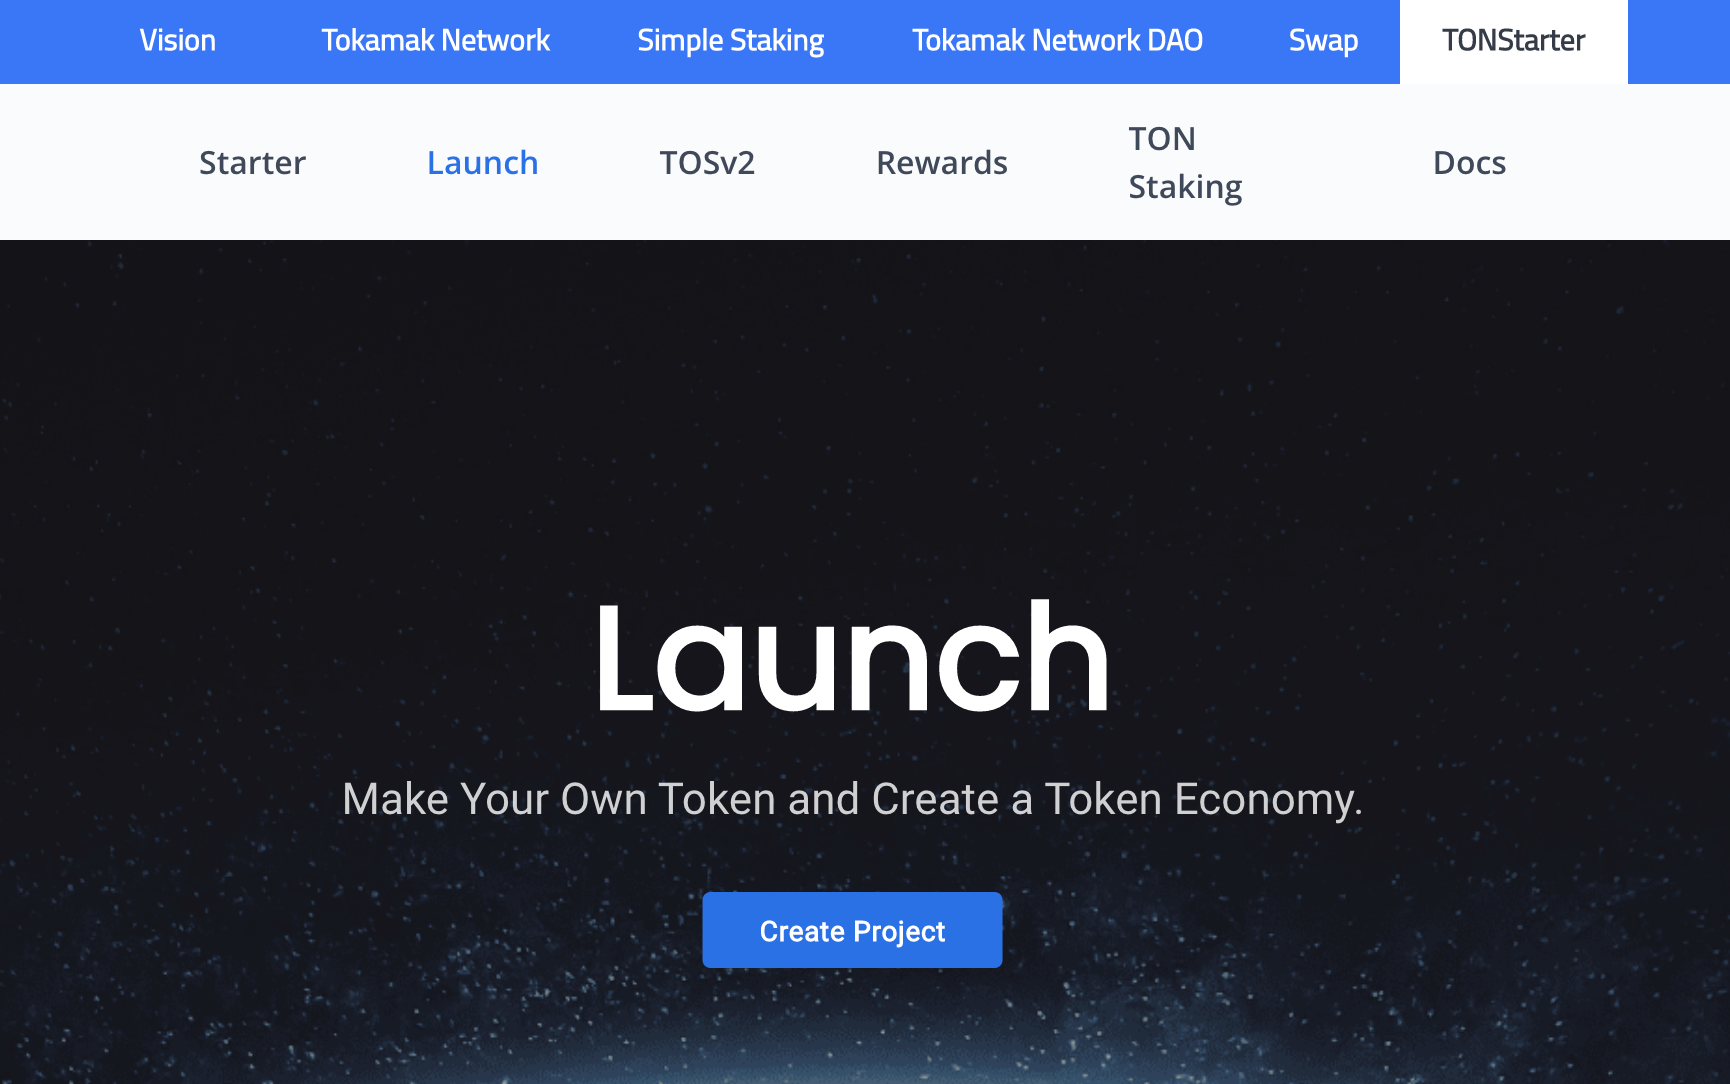 Vision Tokamak Network Simple Staking Tokamak Network DAO Swap TONStarter
Starter Launch TOSv2 Rewards TON Staking Docs
Launch
Make Your Own Token and Create a Token Economy.
Create Project